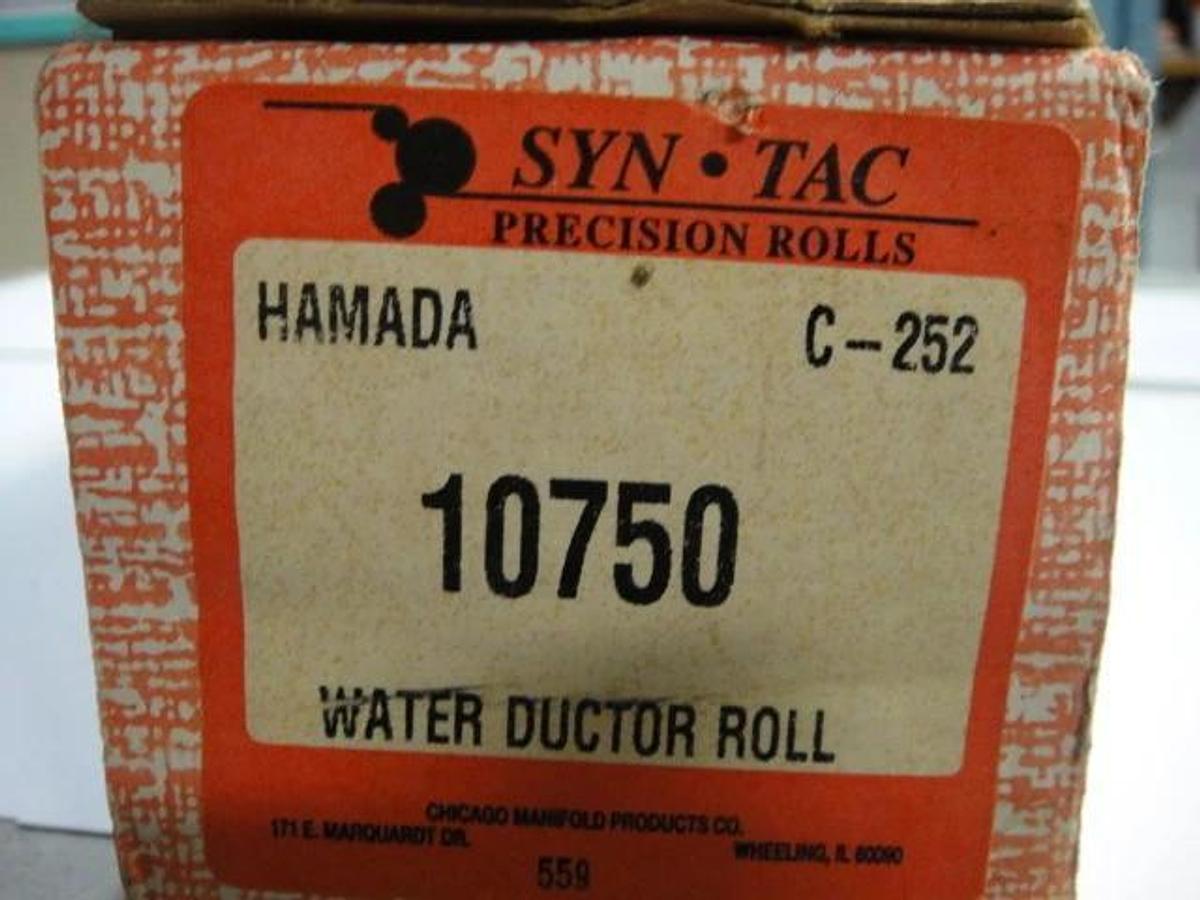 SYN • TAC
PRECISION ROLLS
HAMADA C-252
10750
WATER DUCTOR ROLL
CHICAGO MANIFOLD PRODUCTS CO.
171 E. MARQUARDT DR. WHEELING, IL 60090
559